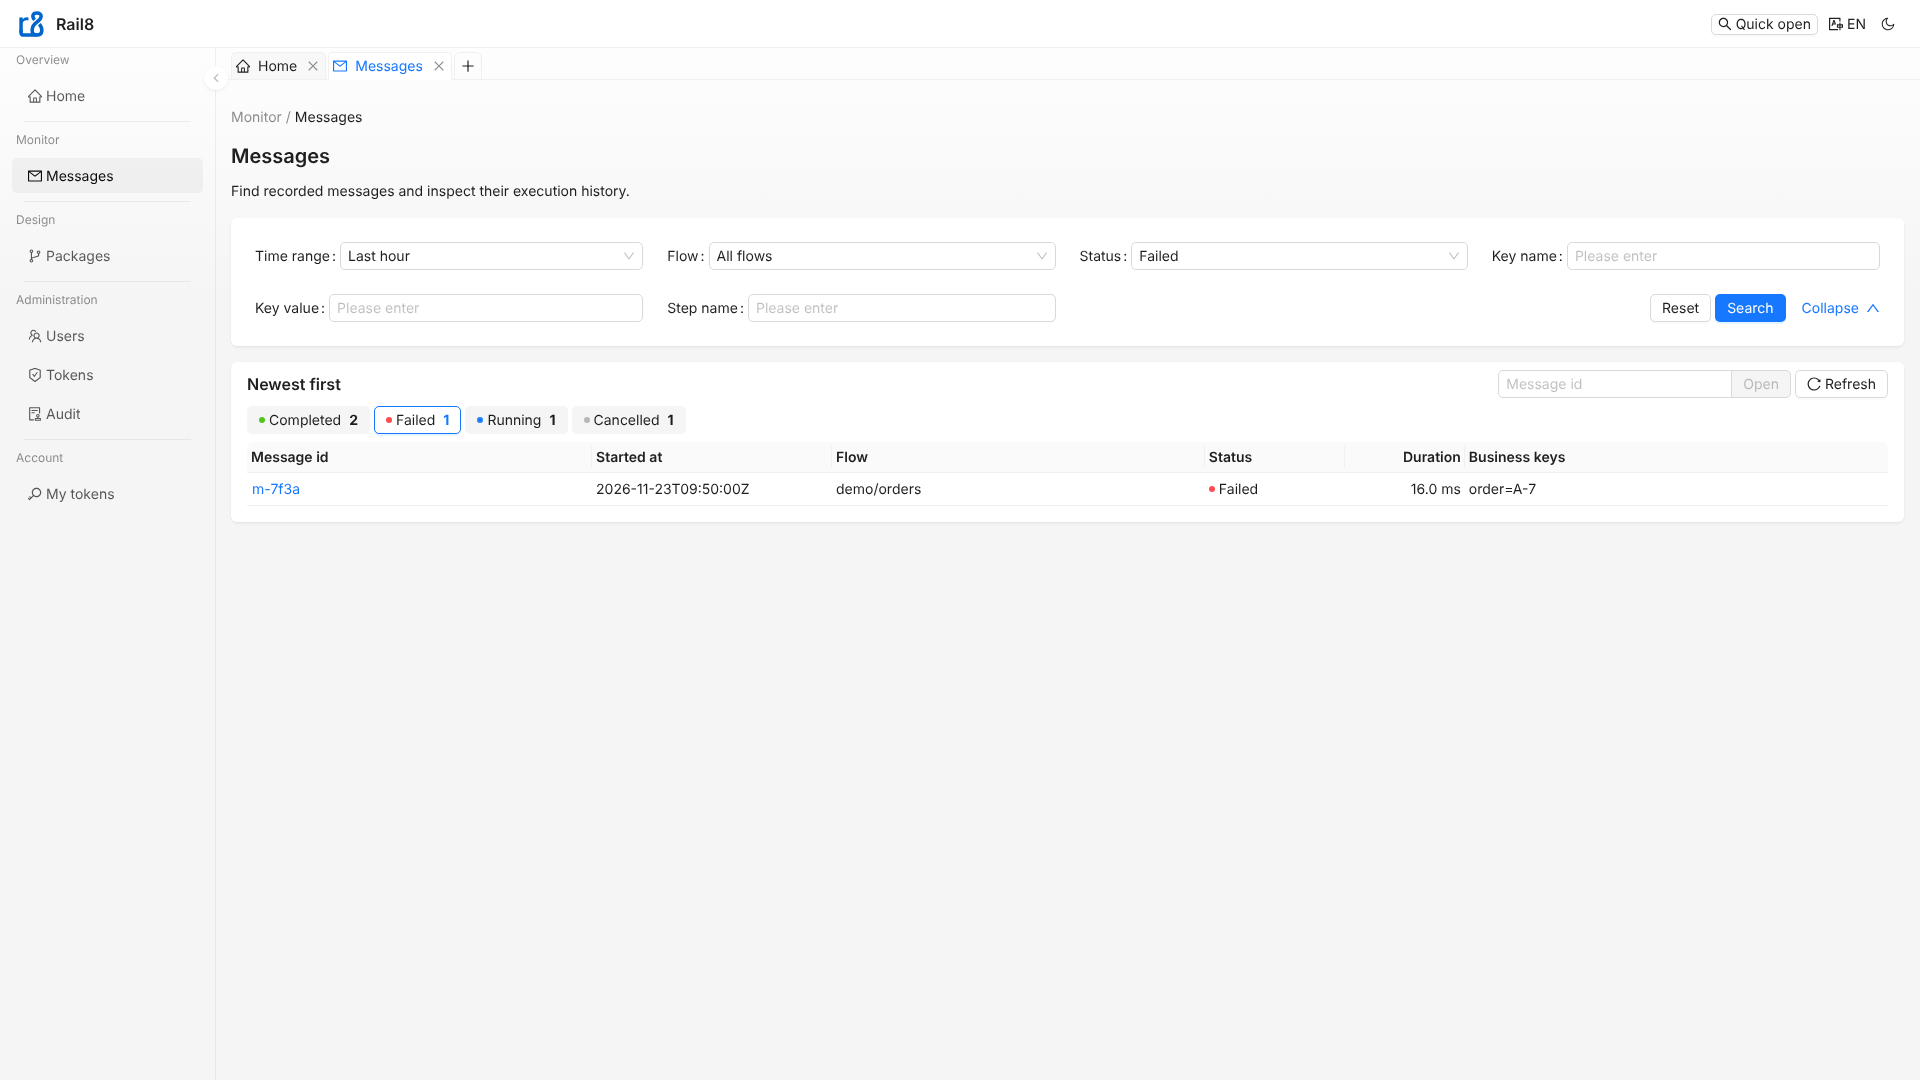 Rail8
Quick open
EN
Overview
Home
Monitor
Messages
Design
Packages
Administration
Users
Tokens
Audit
Account
My tokens
Home
Messages
Monitor / Messages
Messages
Find recorded messages and inspect their execution history.
Time range: Last hour
Flow: All flows
Status: Failed
Key name: Please enter
Key value: Please enter
Step name: Please enter
Reset
Search
Collapse
Newest first
Message id
Open
Refresh
Completed 2
Failed 1
Running 1
Cancelled 1
Message id Started at Flow Status Duration Business keys
m-7f3a 2026-11-23T09:50:00Z demo/orders Failed 16.0 ms order=A-7